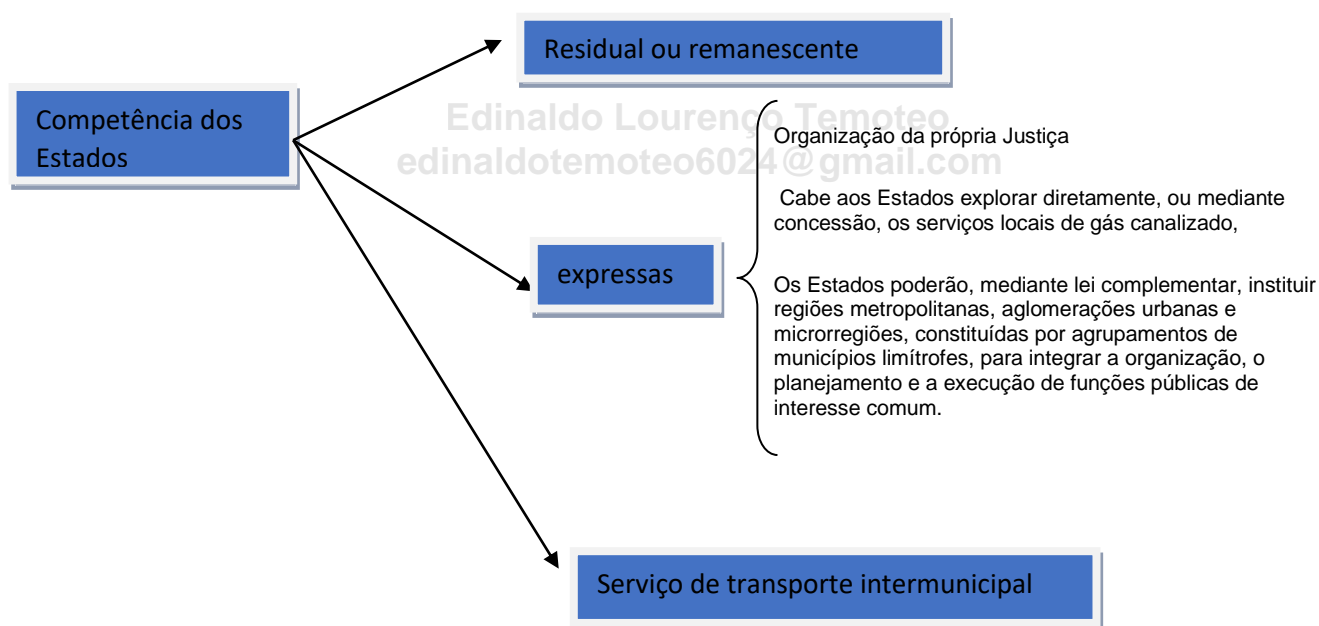 Residual ou remanescente
Competência dos
Estados
Edinaldo Lourenço Temoteo
edinaldotemoteo6024@gmail.com
Organização da própria Justiça
Cabe aos Estados explorar diretamente, ou mediante
concessão, os serviços locais de gás canalizado,
expressas
Os Estados poderão, mediante lei complementar, instituir
regiões metropolitanas, aglomerações urbanas e
microrregiões, constituídas por agrupamentos de
municípios limítrofes, para integrar a organização, o
planejamento e a execução de funções públicas de
interesse comum.
Serviço de transporte intermunicipal